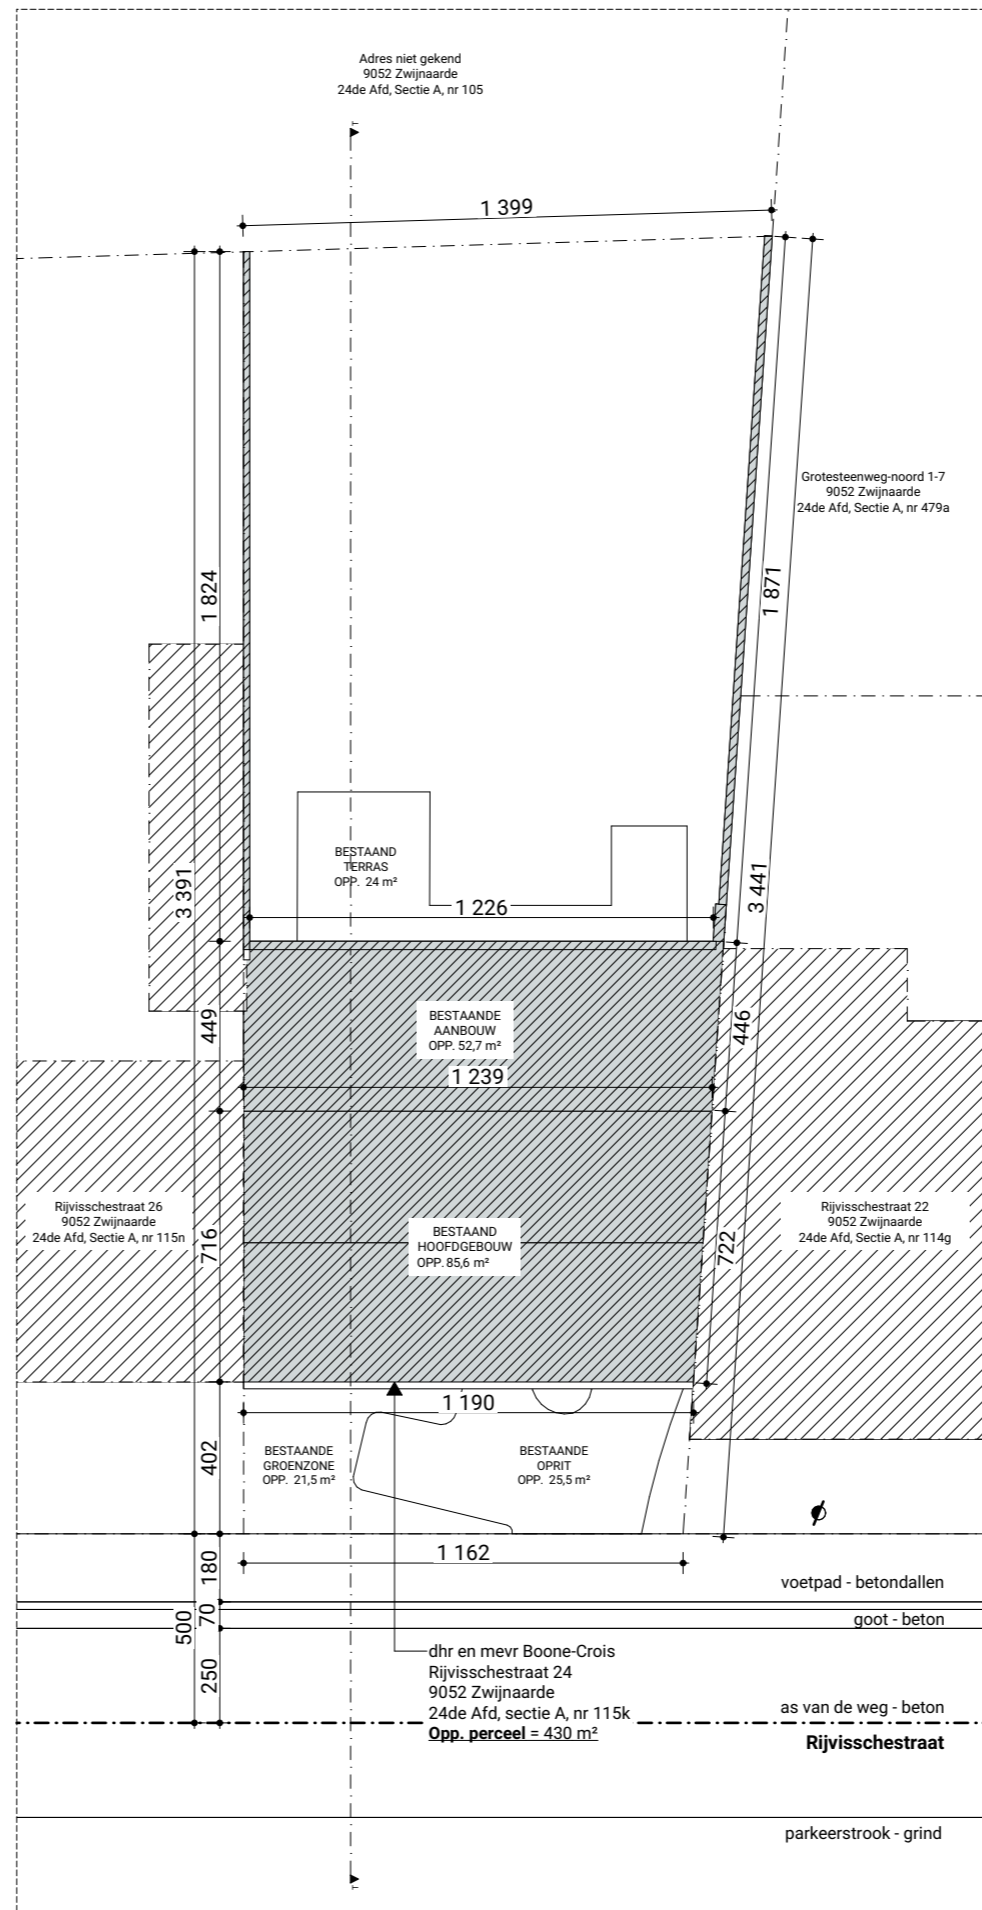 Adres niet gekend
9052 Zwijnaarde
24de Afd, Sectie A, nr 105
1 399
Grotesteenweg-noord 1-7
9052 Zwijnaarde
24de Afd, Sectie A, nr 479a
1 824
1 871
3 391
3 441
BESTAAND
TERRAS
OPP. 24 m²
1 226
449
BESTAANDE
AANBOUW
OPP. 52,7 m²
446
1 239
Rijvisschestraat 26
9052 Zwijnaarde
24de Afd, Sectie A, nr 115n
716
BESTAAND
HOOFDGEBOUW
OPP. 85,6 m²
722
Rijvisschestraat 22
9052 Zwijnaarde
24de Afd, Sectie A, nr 114g
1 190
402
BESTAANDE
GROENZONE
OPP. 21,5 m²
BESTAANDE
OPRIT
OPP. 25,5 m²
1 162
180
voetpad - betondallen
70
goot - beton
500
250
dhr en mevr Boone-Crois
Rijvisschestraat 24
9052 Zwijnaarde
24de Afd, sectie A, nr 115k
Opp. perceel = 430 m²
as van de weg - beton
Rijvisschestraat
parkeerstrook - grind